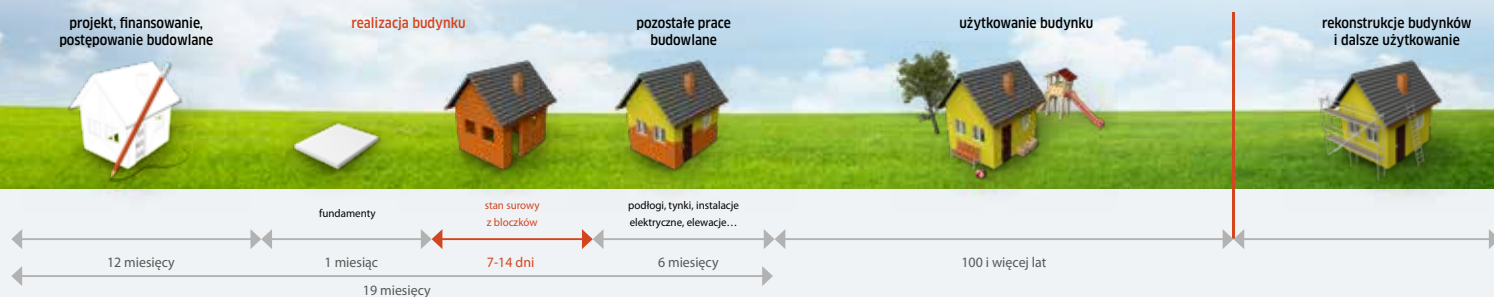 projekt, finansowanie,
postępowanie budowlane
realizacja budynku
pozostałe prace
budowlane
użytkowanie budynku
rekonstrukcje budynków
i dalsze użytkowanie
fundamenty
stan surowy
z bloczków
podłogi, tynki, instalacje
elektryczne, elewacje...
12 miesięcy
1 miesiąc
7-14 dni
6 miesięcy
100 i więcej lat
19 miesięcy